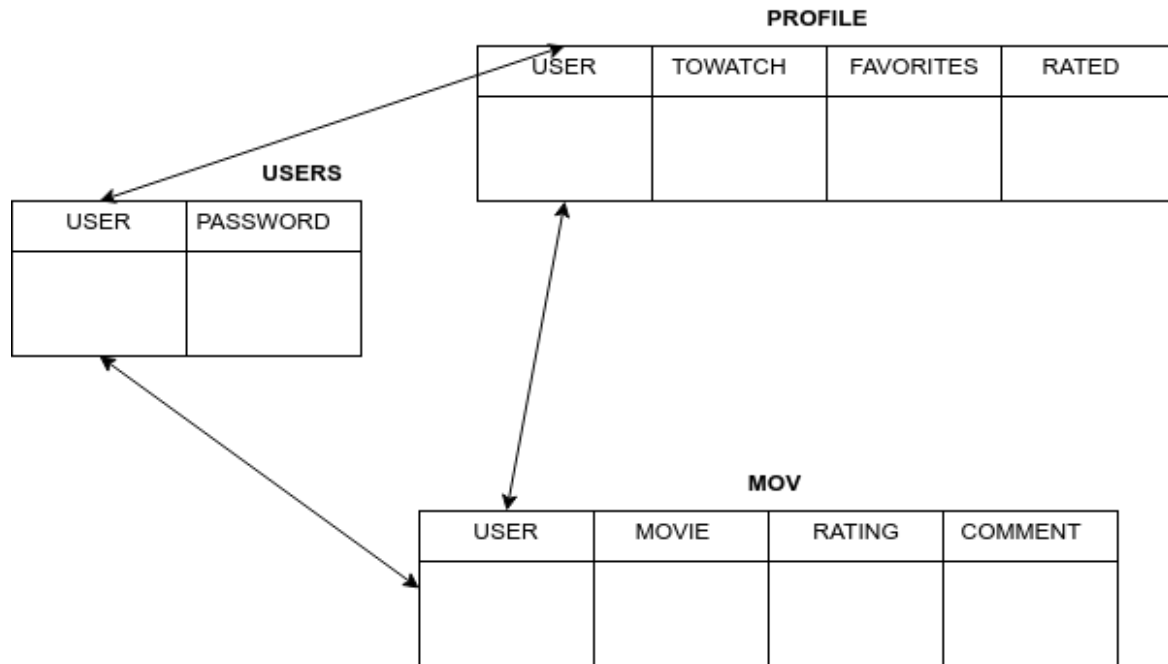 PROFILE
USER TOWATCH FAVORITES RATED
USERS
USER PASSWORD
MOV
USER MOVIE RATING COMMENT